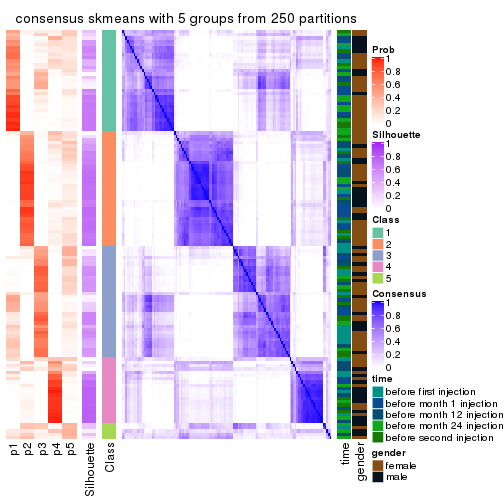 consensus skmeans with 5 groups from 250 partitions
p1
p2
p3
p4
p5
Silhouette
Class
time
gender
Prob
1
0.8
0.6
0.4
0.2
0
Silhouette
1
0.8
0.6
0.4
0.2
0
Class
1
2
3
4
5
Consensus
1
0.8
0.6
0.4
0.2
0
time
before first injection
before month 1 injection
before month 12 injection
before month 24 injection
before second injection
gender
female
male